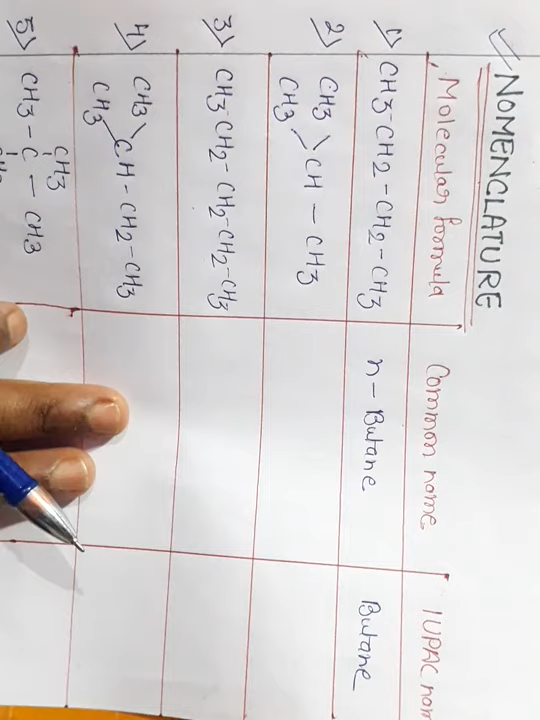 NOMENCLATURE
Molecular formula Common name IUPAC
1) CH3-CH2-CH2-CH3 n-Butane Butane
2) CH3
CH3 > CH-CH3
3) CH3-CH2-CH2-CH2-CH3
4) CH3
CH3 > CH-CH2-CH3
CH3
5) CH3-C-CH3